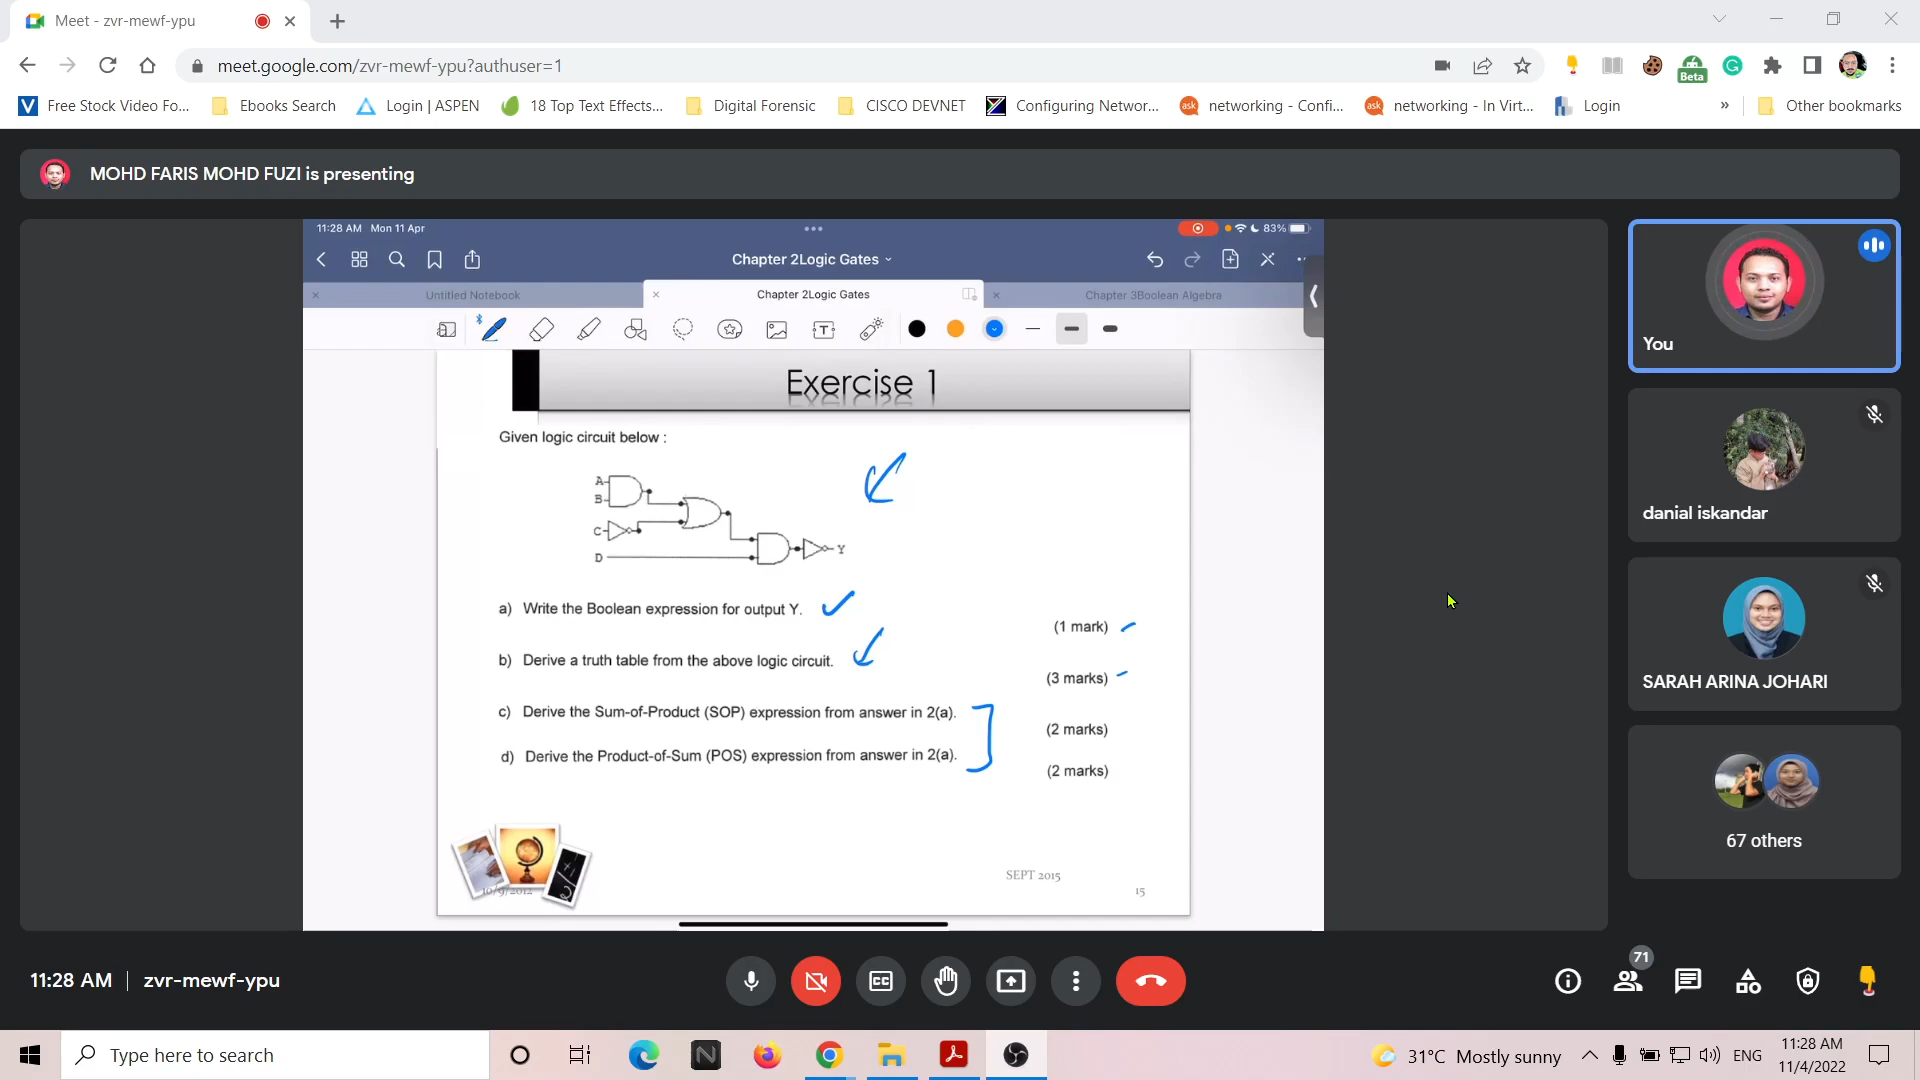 Meet - zvr-mewf-ypu
meet.google.com/zvr-mewf-ypu?authuser=1
Beta
Free Stock Video Fo...
Ebooks Search
Login | ASPEN
18 Top Text Effects...
Digital Forensic
CISCO DEVNET
Configuring Networ...
networking - Confi...
networking - In Virt...
Login
»
Other bookmarks
MOHD FARIS MOHD FUZI is presenting
11:28 AM Mon 11 Apr
83%
Chapter 2Logic Gates
Untitled Notebook
Chapter 2Logic Gates
Chapter 3Boolean Algebra
Exercise 1
Given logic circuit below :
A
B
C
D
Y
a) Write the Boolean expression for output Y.
(1 mark)
b) Derive a truth table from the above logic circuit.
(3 marks)
c) Derive the Sum-of-Product (SOP) expression from answer in 2(a).
(2 marks)
d) Derive the Product-of-Sum (POS) expression from answer in 2(a).
(2 marks)
10/9/2012
SEPT 2015
15
You
danial iskandar
SARAH ARINA JOHARI
67 others
11:28 AM | zvr-mewf-ypu
71
Type here to search
31°C Mostly sunny
ENG
11:28 AM
11/4/2022